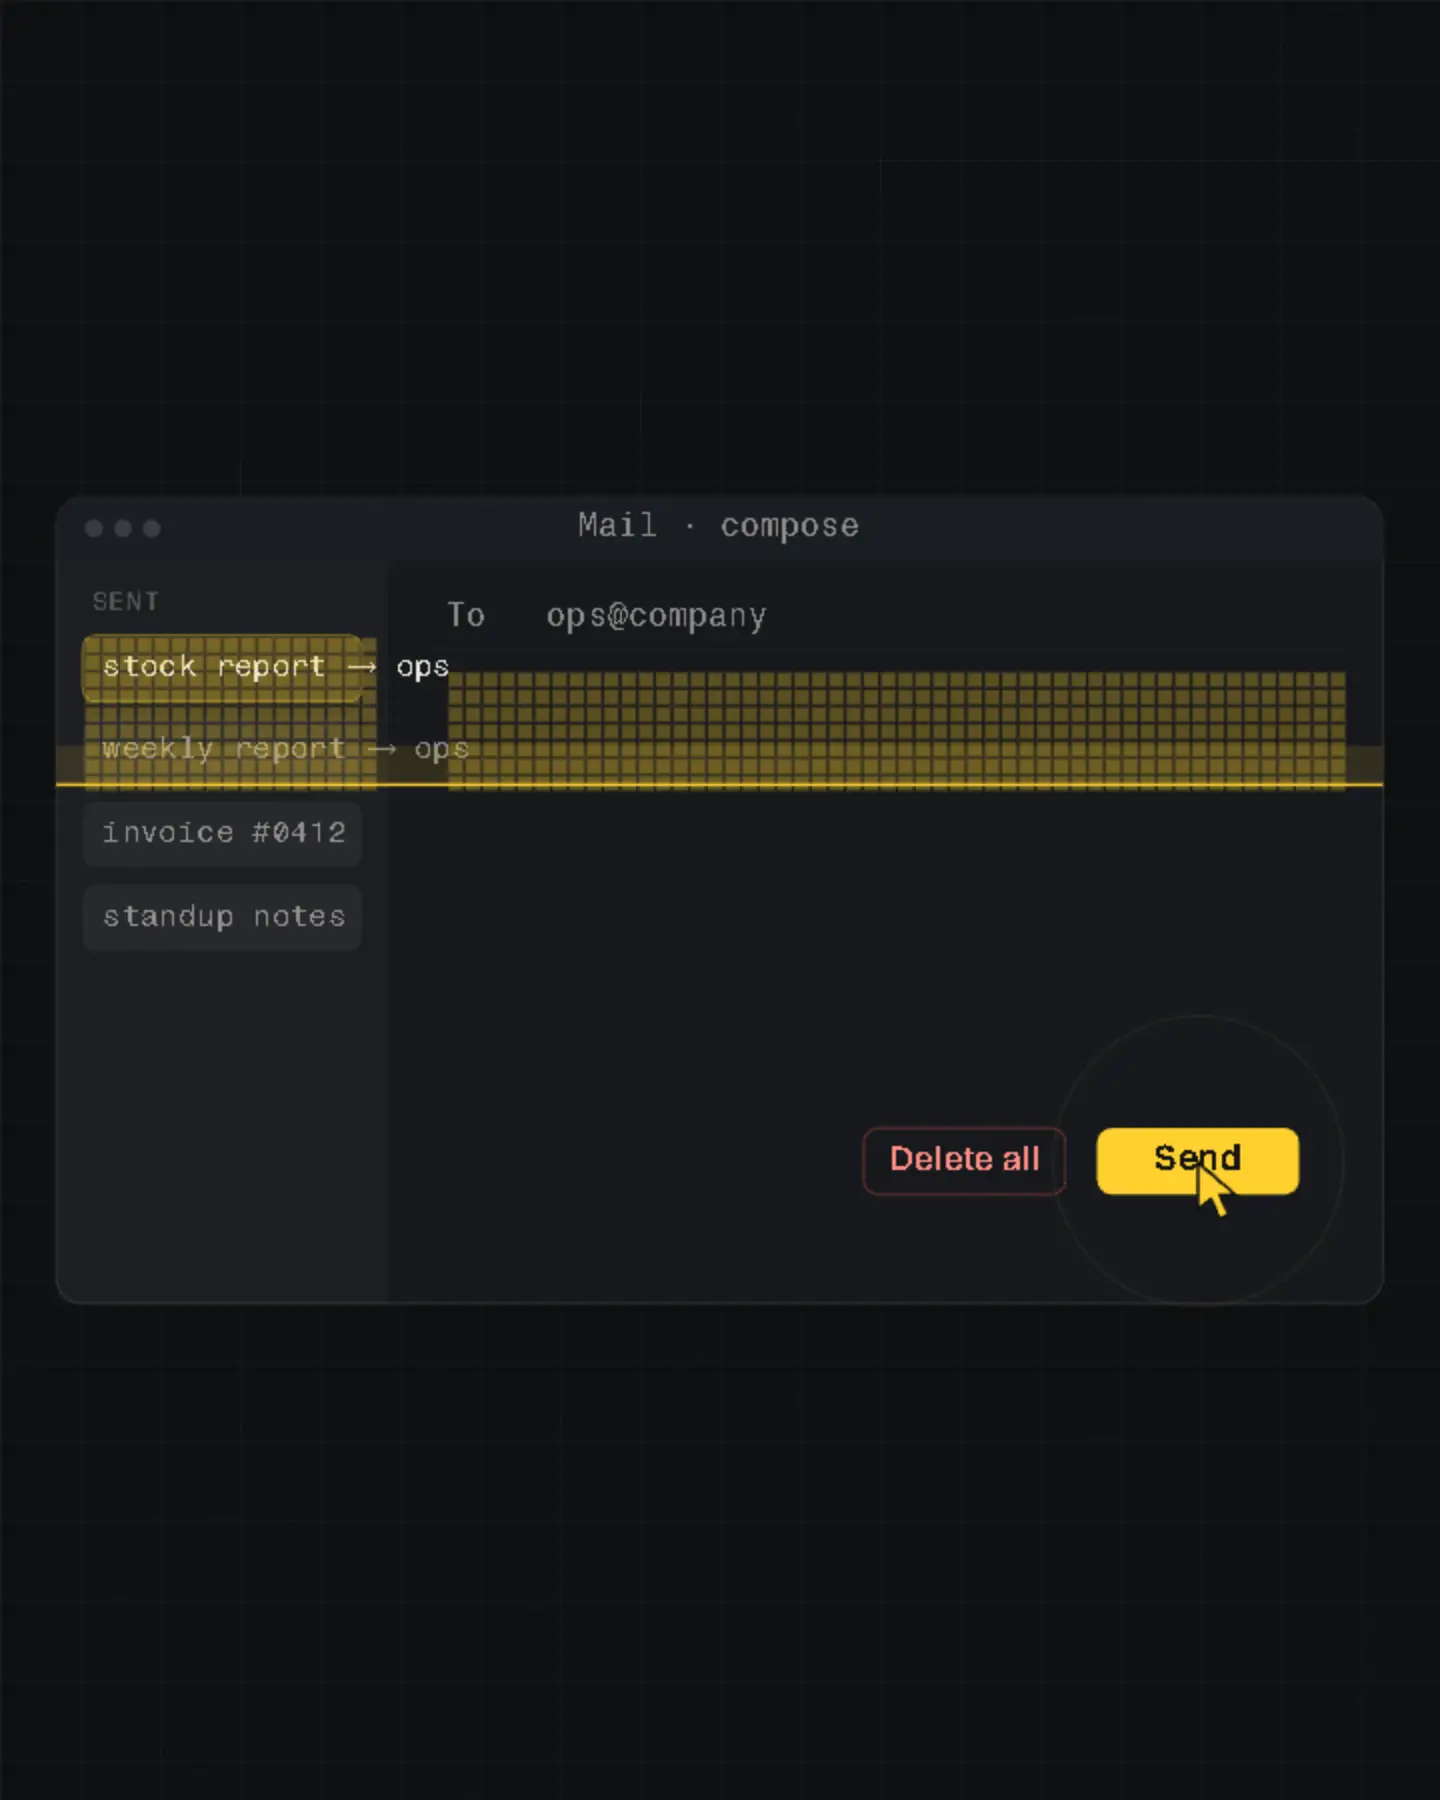 Mail · compose
SENT
To ops@company
stock report → ops
weekly report → ops
invoice #0412
standup notes
Delete all
Send